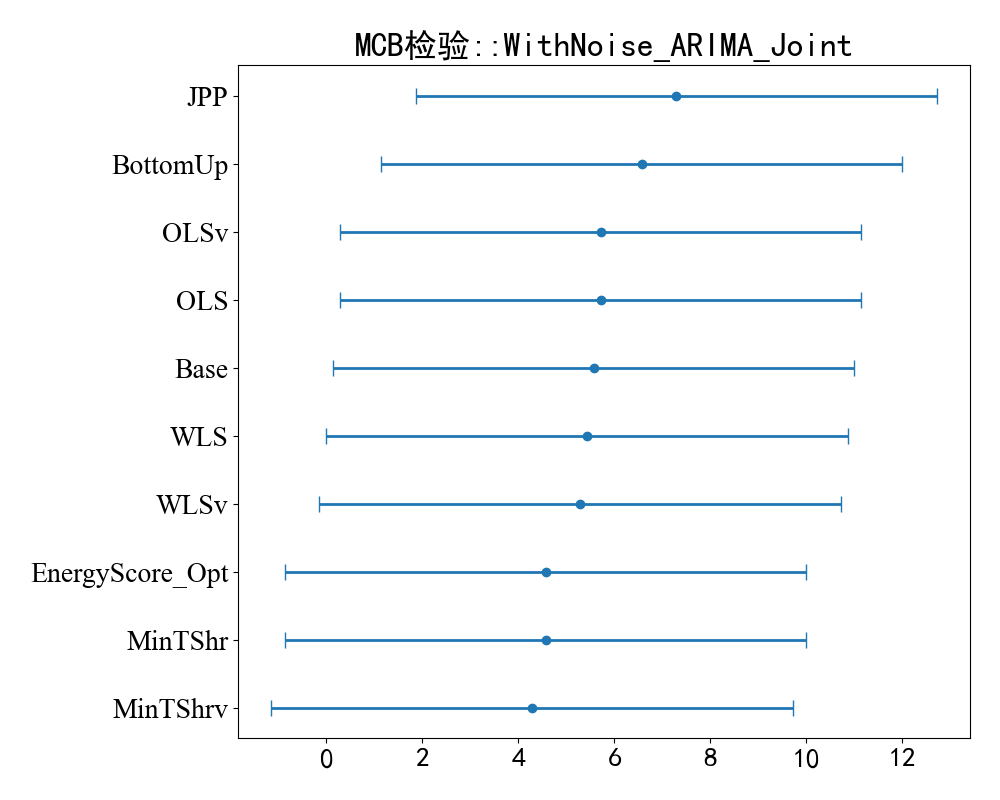 MCB检验::WithNoise_ARIMA_Joint
JPP
BottomUp
OLSv
OLS
Base
WLS
WLSv
EnergyScore_Opt
MinTShr
MinTShrv
0 2 4 6 8 10 12